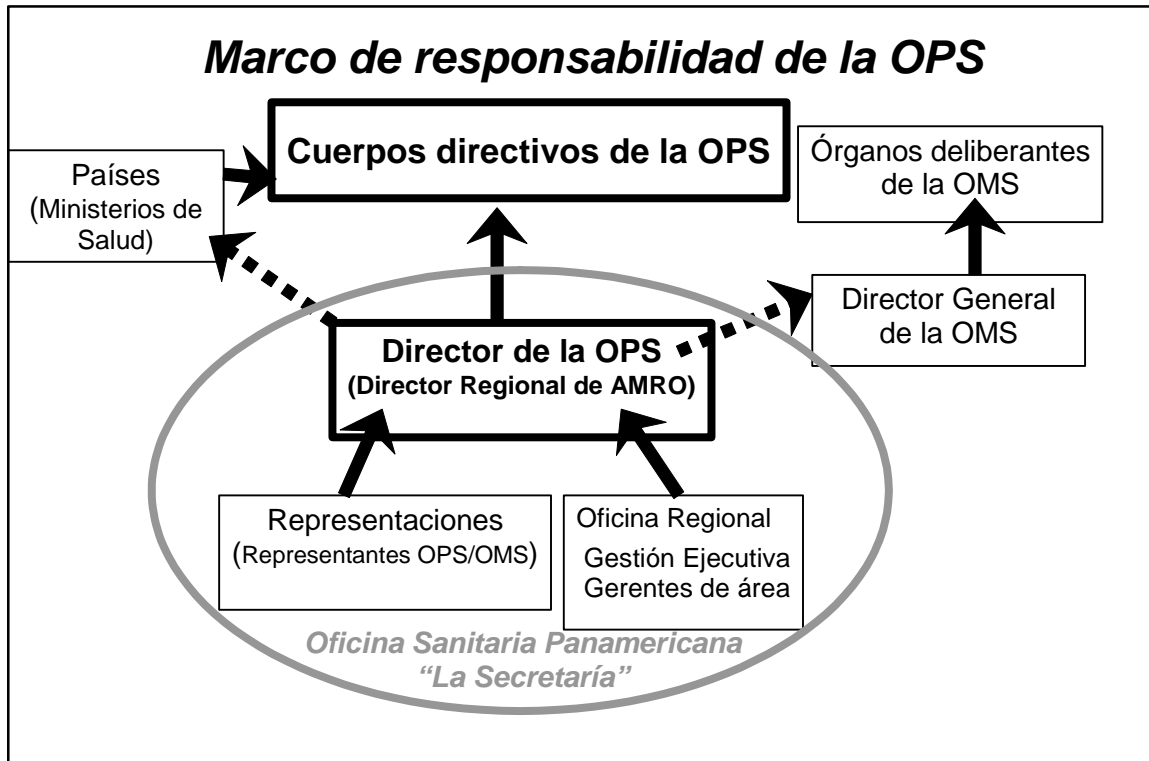 Marco de responsabilidad de la OPS
Cuerpos directivos de la OPS
Países
(Ministerios de
Salud)
Órganos deliberantes
de la OMS
Director General
de la OMS
Director de la OPS
(Director Regional de AMRO)
Representaciones
(Representantes OPS/OMS)
Oficina Regional
Gestión Ejecutiva
Gerentes de área
Oficina Sanitaria Panamericana
“La Secretaría”